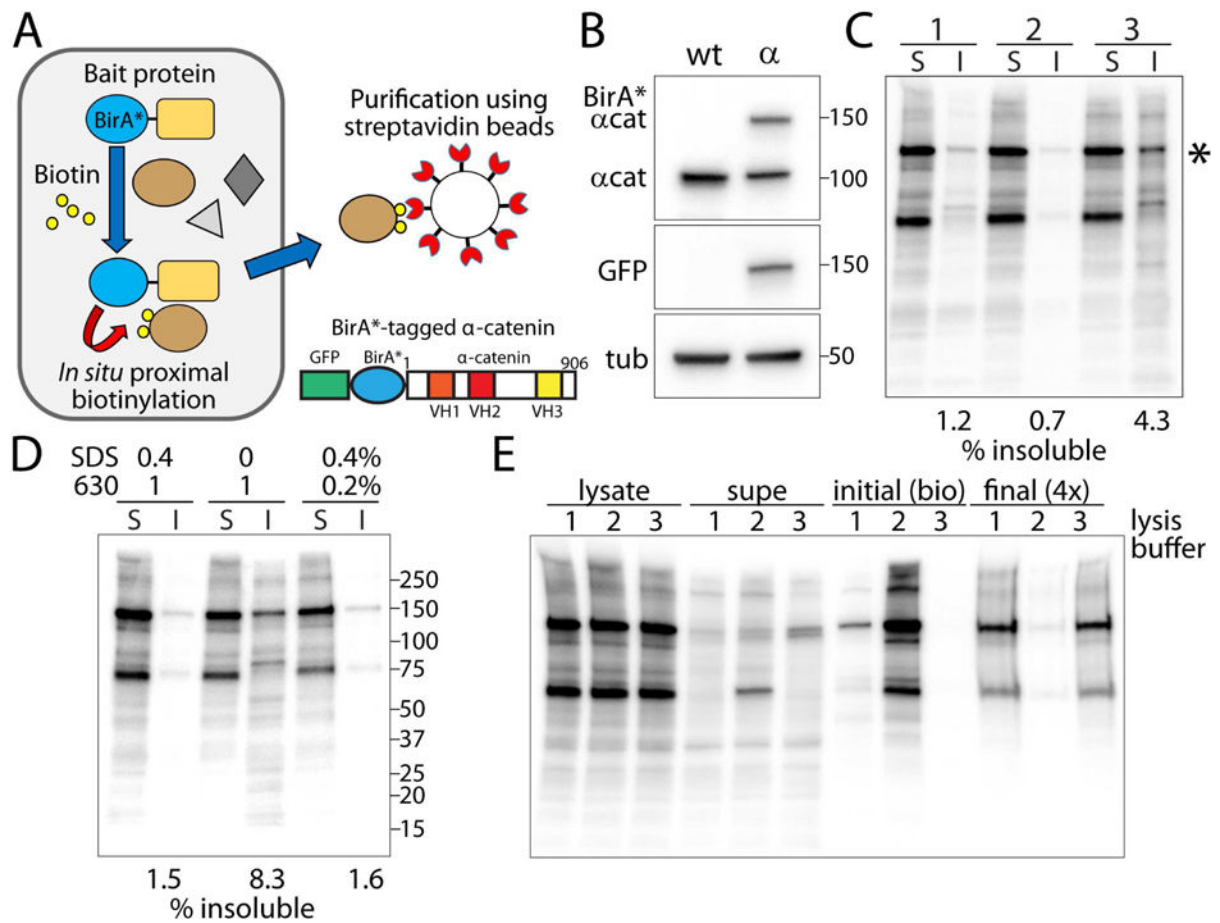 A
Bait protein
BirA*
Biotin
In situ proximal
biotinylation
Purification using
streptavidin beads
BirA*-tagged α-catenin
GFP BirA* 1 α-catenin 906
VH1 VH2 VH3
B
wt α
BirA*
αcat
αcat
GFP
tub
150
100
150
50
C
1 2 3
S I S I S I
*
1.2 0.7 4.3
% insoluble
D
SDS 0.4 0 0.4%
630 1 1 0.2%
S I S I S I
250
150
100
75
50
37
25
20
15
1.5 8.3 1.6
% insoluble
E
lysate supe initial (bio) final (4x)
1 2 3 1 2 3 1 2 3 1 2 3 lysis
buffer